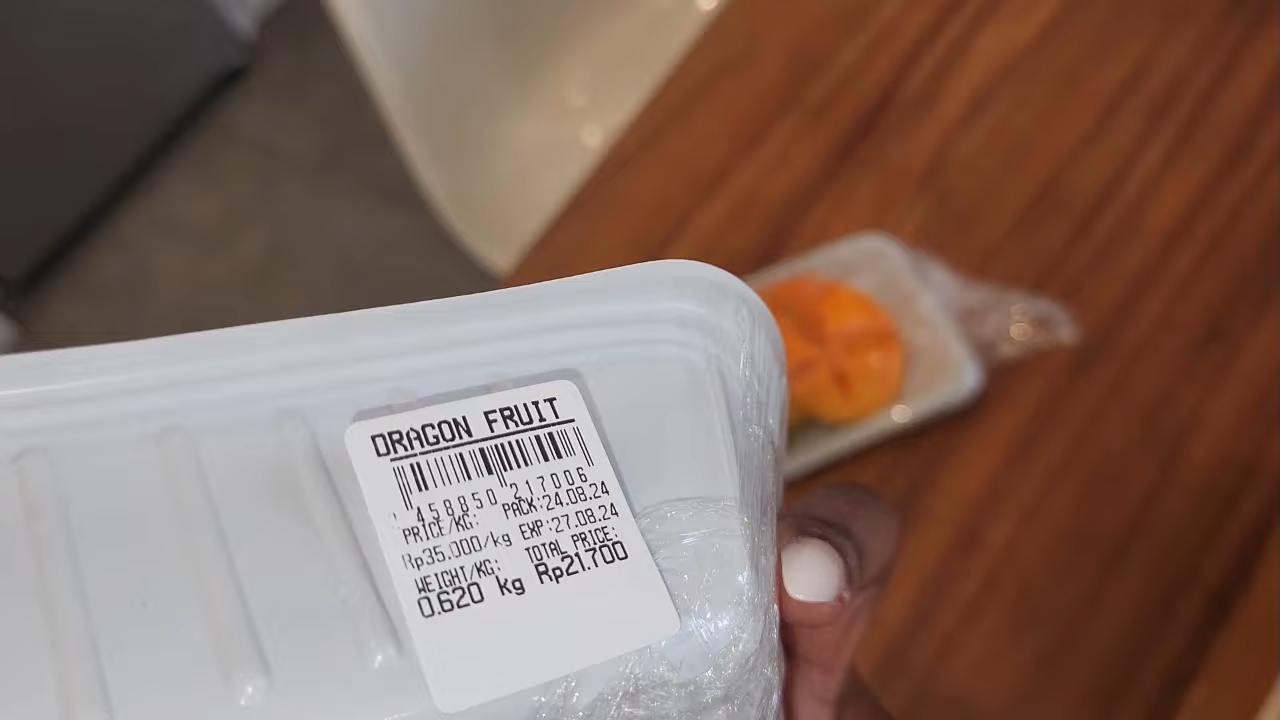 DRAGON FRUIT
458850 217006
PRICE/KG: PACK:24.08.24
Rp35.000/kg EXP:27.08.24
WEIGHT/KG: TOTAL PRICE:
0.620 kg Rp21.700